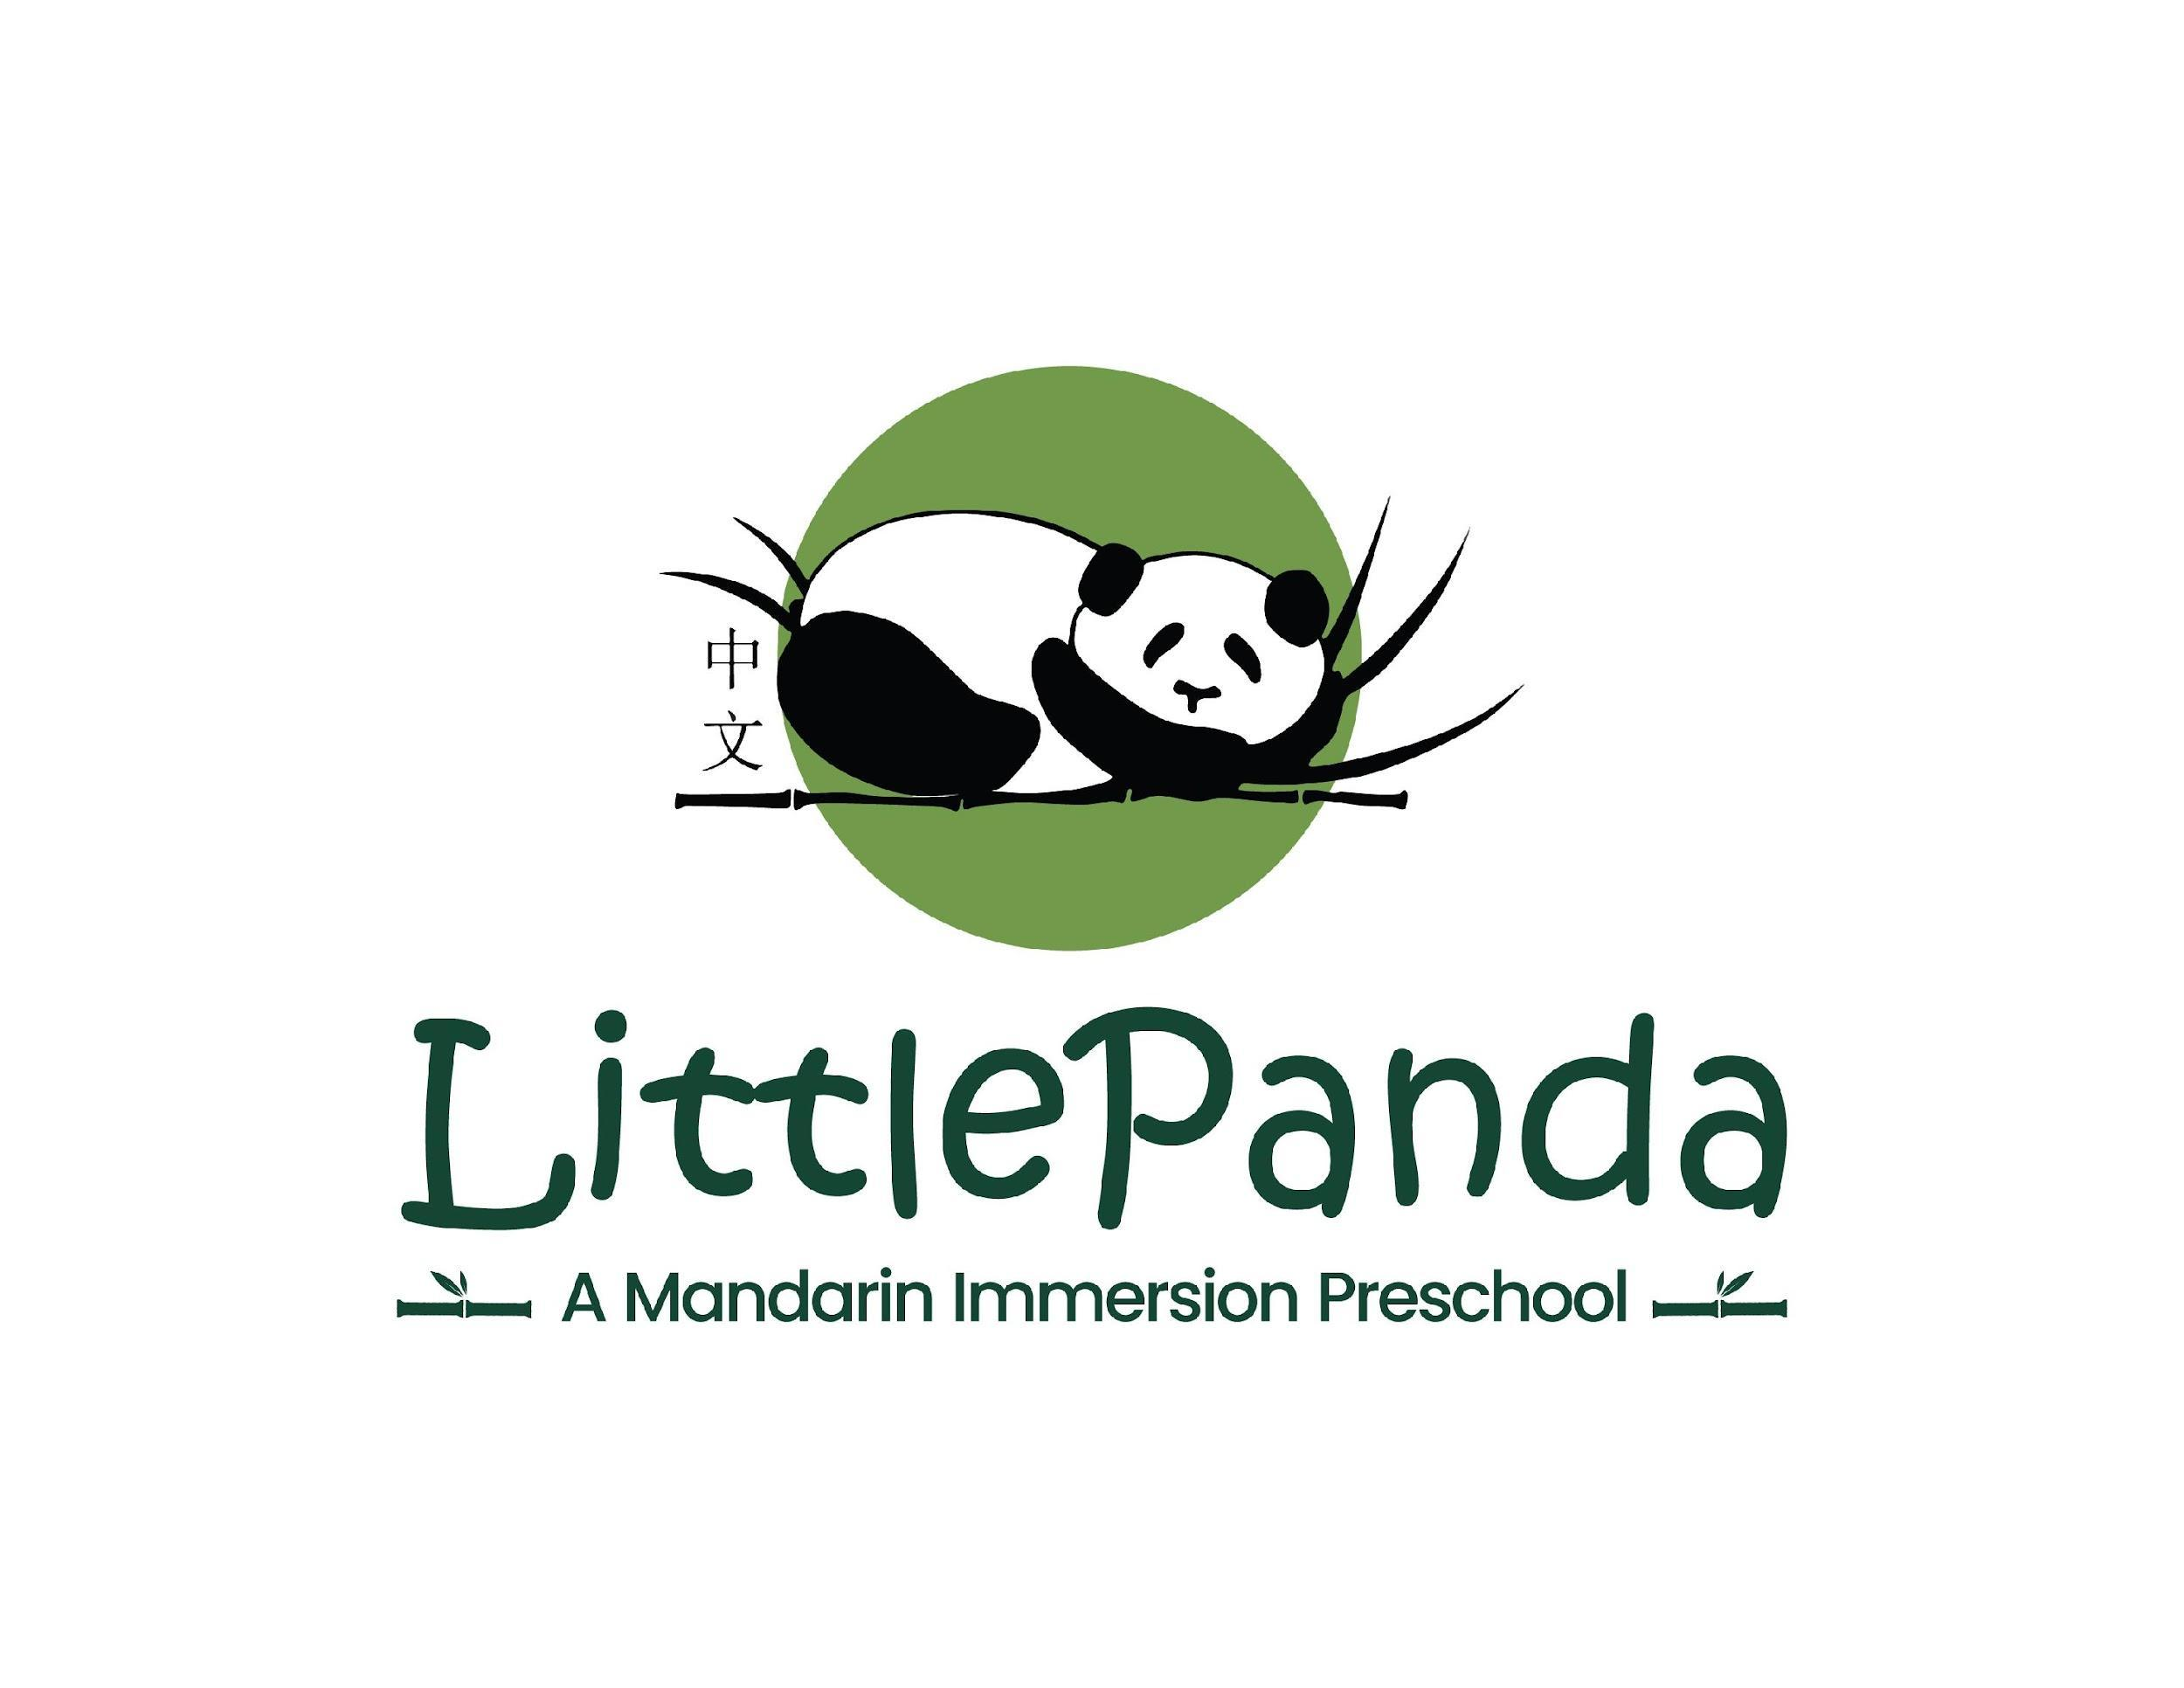 中文
LittlePanda
A Mandarin Immersion Preschool